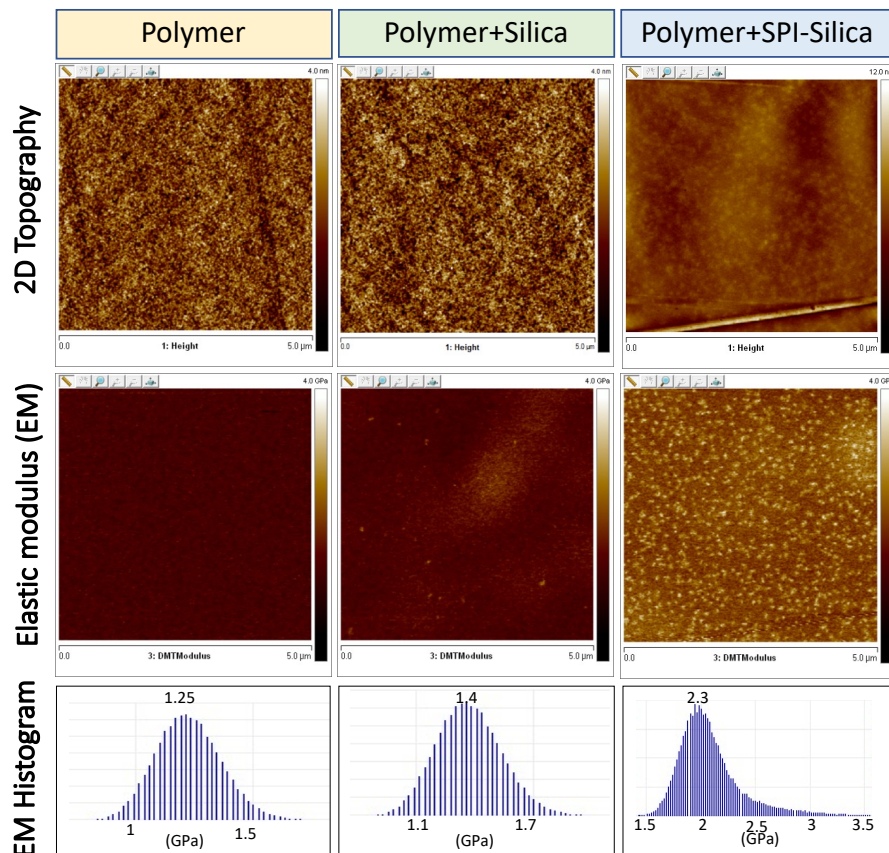 Polymer
Polymer+Silica
Polymer+SPI-Silica
2D Topography
4.0 nm
4.0 nm
12.0 n
1: Height
1: Height
1: Height
0.0
5.0 µm
0.0
5.0 µm
0.0
5.0 µm
Elastic modulus (EM)
4.0 GPa
4.0 GPa
4.0 GP
3: DMTModulus
3: DMTModulus
3: DMTModulus
0.0
5.0 µm
0.0
5.0 µm
0.0
5.0 µm
EM Histogram
1.25
1.4
2.3
1
1.5
(GPa)
1.1
1.7
(GPa)
1.5
2
2.5
3
3.5
(GPa)